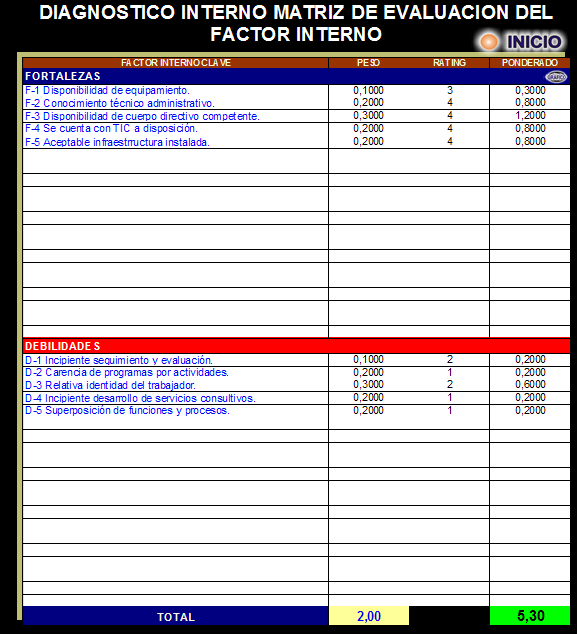 DIAGNOSTICO INTERNO MATRIZ DE EVALUACION DEL
FACTOR INTERNO
INICIO
FACTOR INTERNO CLAVE PESO RATING PONDERADO
FORTALEZAS
F-1 Disponibilidad de equipamiento. 0,1000 3 0,3000
F-2 Conocimiento técnico administrativo. 0,2000 4 0,8000
F-3 Disponibilidad de cuerpo directivo competente. 0,3000 4 1,2000
F-4 Se cuenta con TIC a disposición. 0,2000 4 0,8000
F-5 Aceptable infraestrructura instalada. 0,2000 4 0,8000
DEBILIDADES
D-1 Incipiente seguimiento y evaluación. 0,1000 2 0,2000
D-2 Carencia de programas por actividades. 0,2000 1 0,2000
D-3 Relativa identidad del trabajador. 0,3000 2 0,6000
D-4 Incipiente desarrollo de servicios consultivos. 0,2000 1 0,2000
D-5 Superposición de funciones y procesos. 0,2000 1 0,2000
TOTAL 2,00 5,30